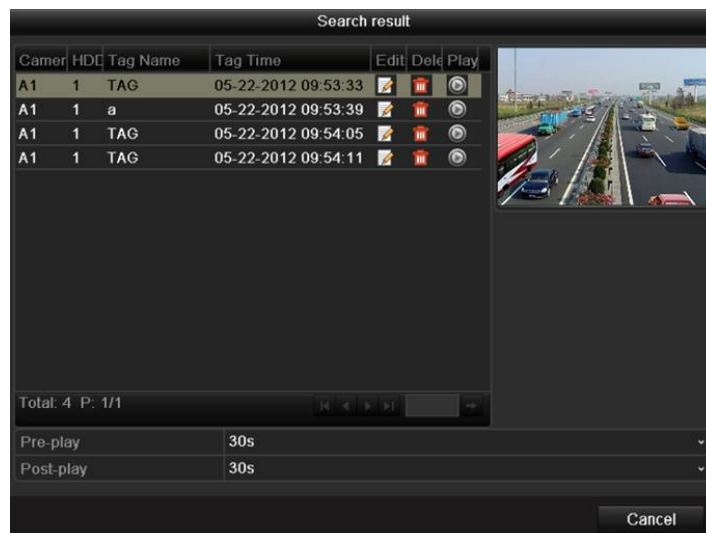 Search result
Camer HDD Tag Name Tag Time Edit Dele Play
A1 1 TAG 05-22-2012 09:53:33
A1 1 a 05-22-2012 09:53:39
A1 1 TAG 05-22-2012 09:54:05
A1 1 TAG 05-22-2012 09:54:11
Total: 4 P: 1/1
Pre-play 30s
Post-play 30s
Cancel